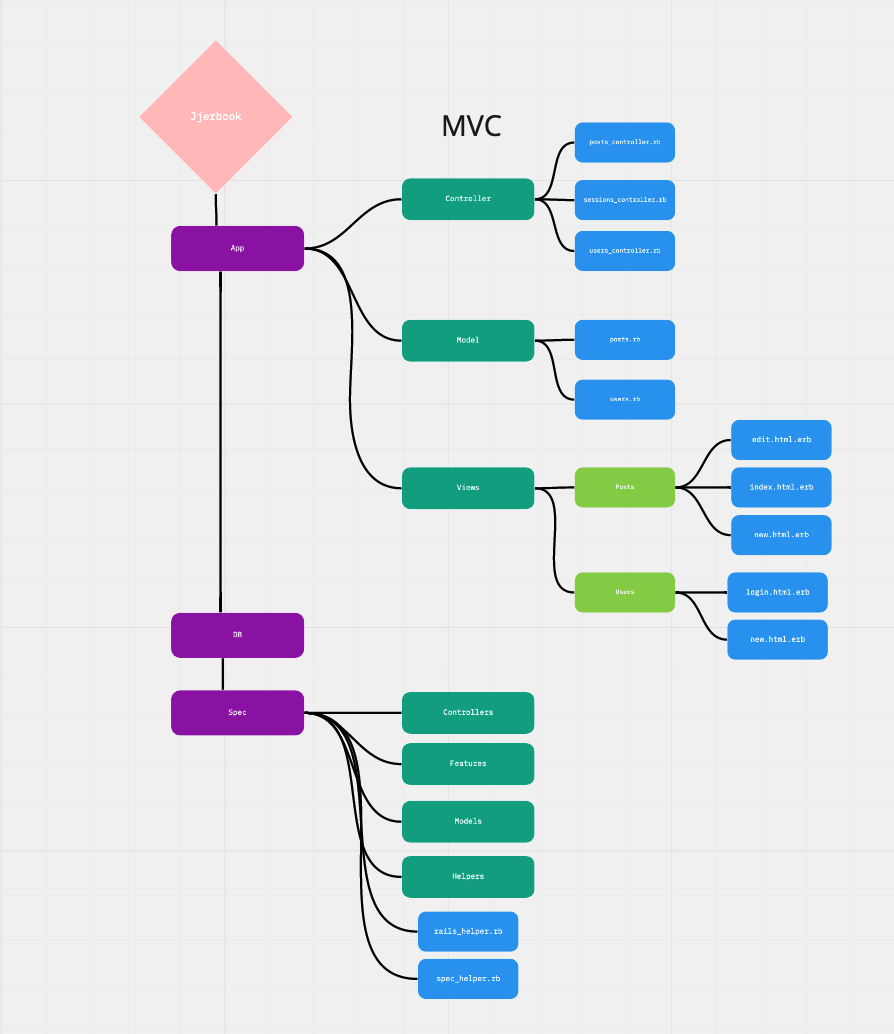 Jjerbook
MVC
posts_controller.rb
Controller
sessions_controller.rb
users_controller.rb
App
Model
posts.rb
users.rb
edit.html.erb
Views
Posts
index.html.erb
new.html.erb
Users
login.html.erb
new.html.erb
DB
Spec
Controllers
Features
Models
Helpers
rails_helper.rb
spec_helper.rb